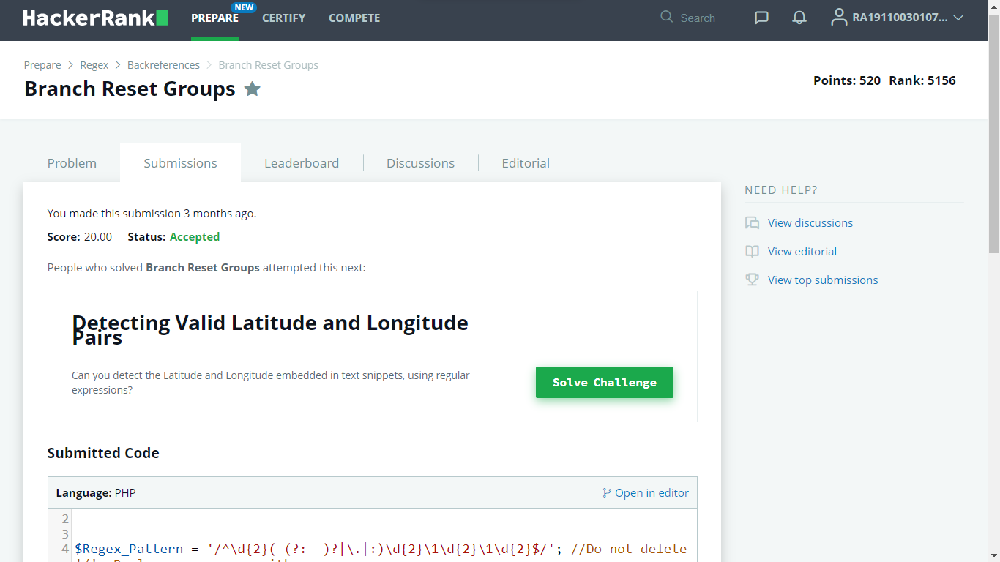 HackerRank PREPARE NEW CERTIFY COMPETE Search RA19110030107...
Prepare > Regex > Backreferences > Branch Reset Groups
Branch Reset Groups
Points: 520 Rank: 5156
Problem Submissions Leaderboard Discussions Editorial
You made this submission 3 months ago.
Score: 20.00 Status: Accepted
People who solved Branch Reset Groups attempted this next:
Detecting Valid Latitude and Longitude
Pairs
Can you detect the Latitude and Longitude embedded in text snippets, using regular
expressions?
Solve Challenge
Submitted Code
Language: PHP Open in editor
2
3
4 $Regex_Pattern = '/^\d{2}(-(?:--)?|\.|:)\d{2}\1\d{2}\1\d{2}$/'; //Do not delete
NEED HELP?
View discussions
View editorial
View top submissions